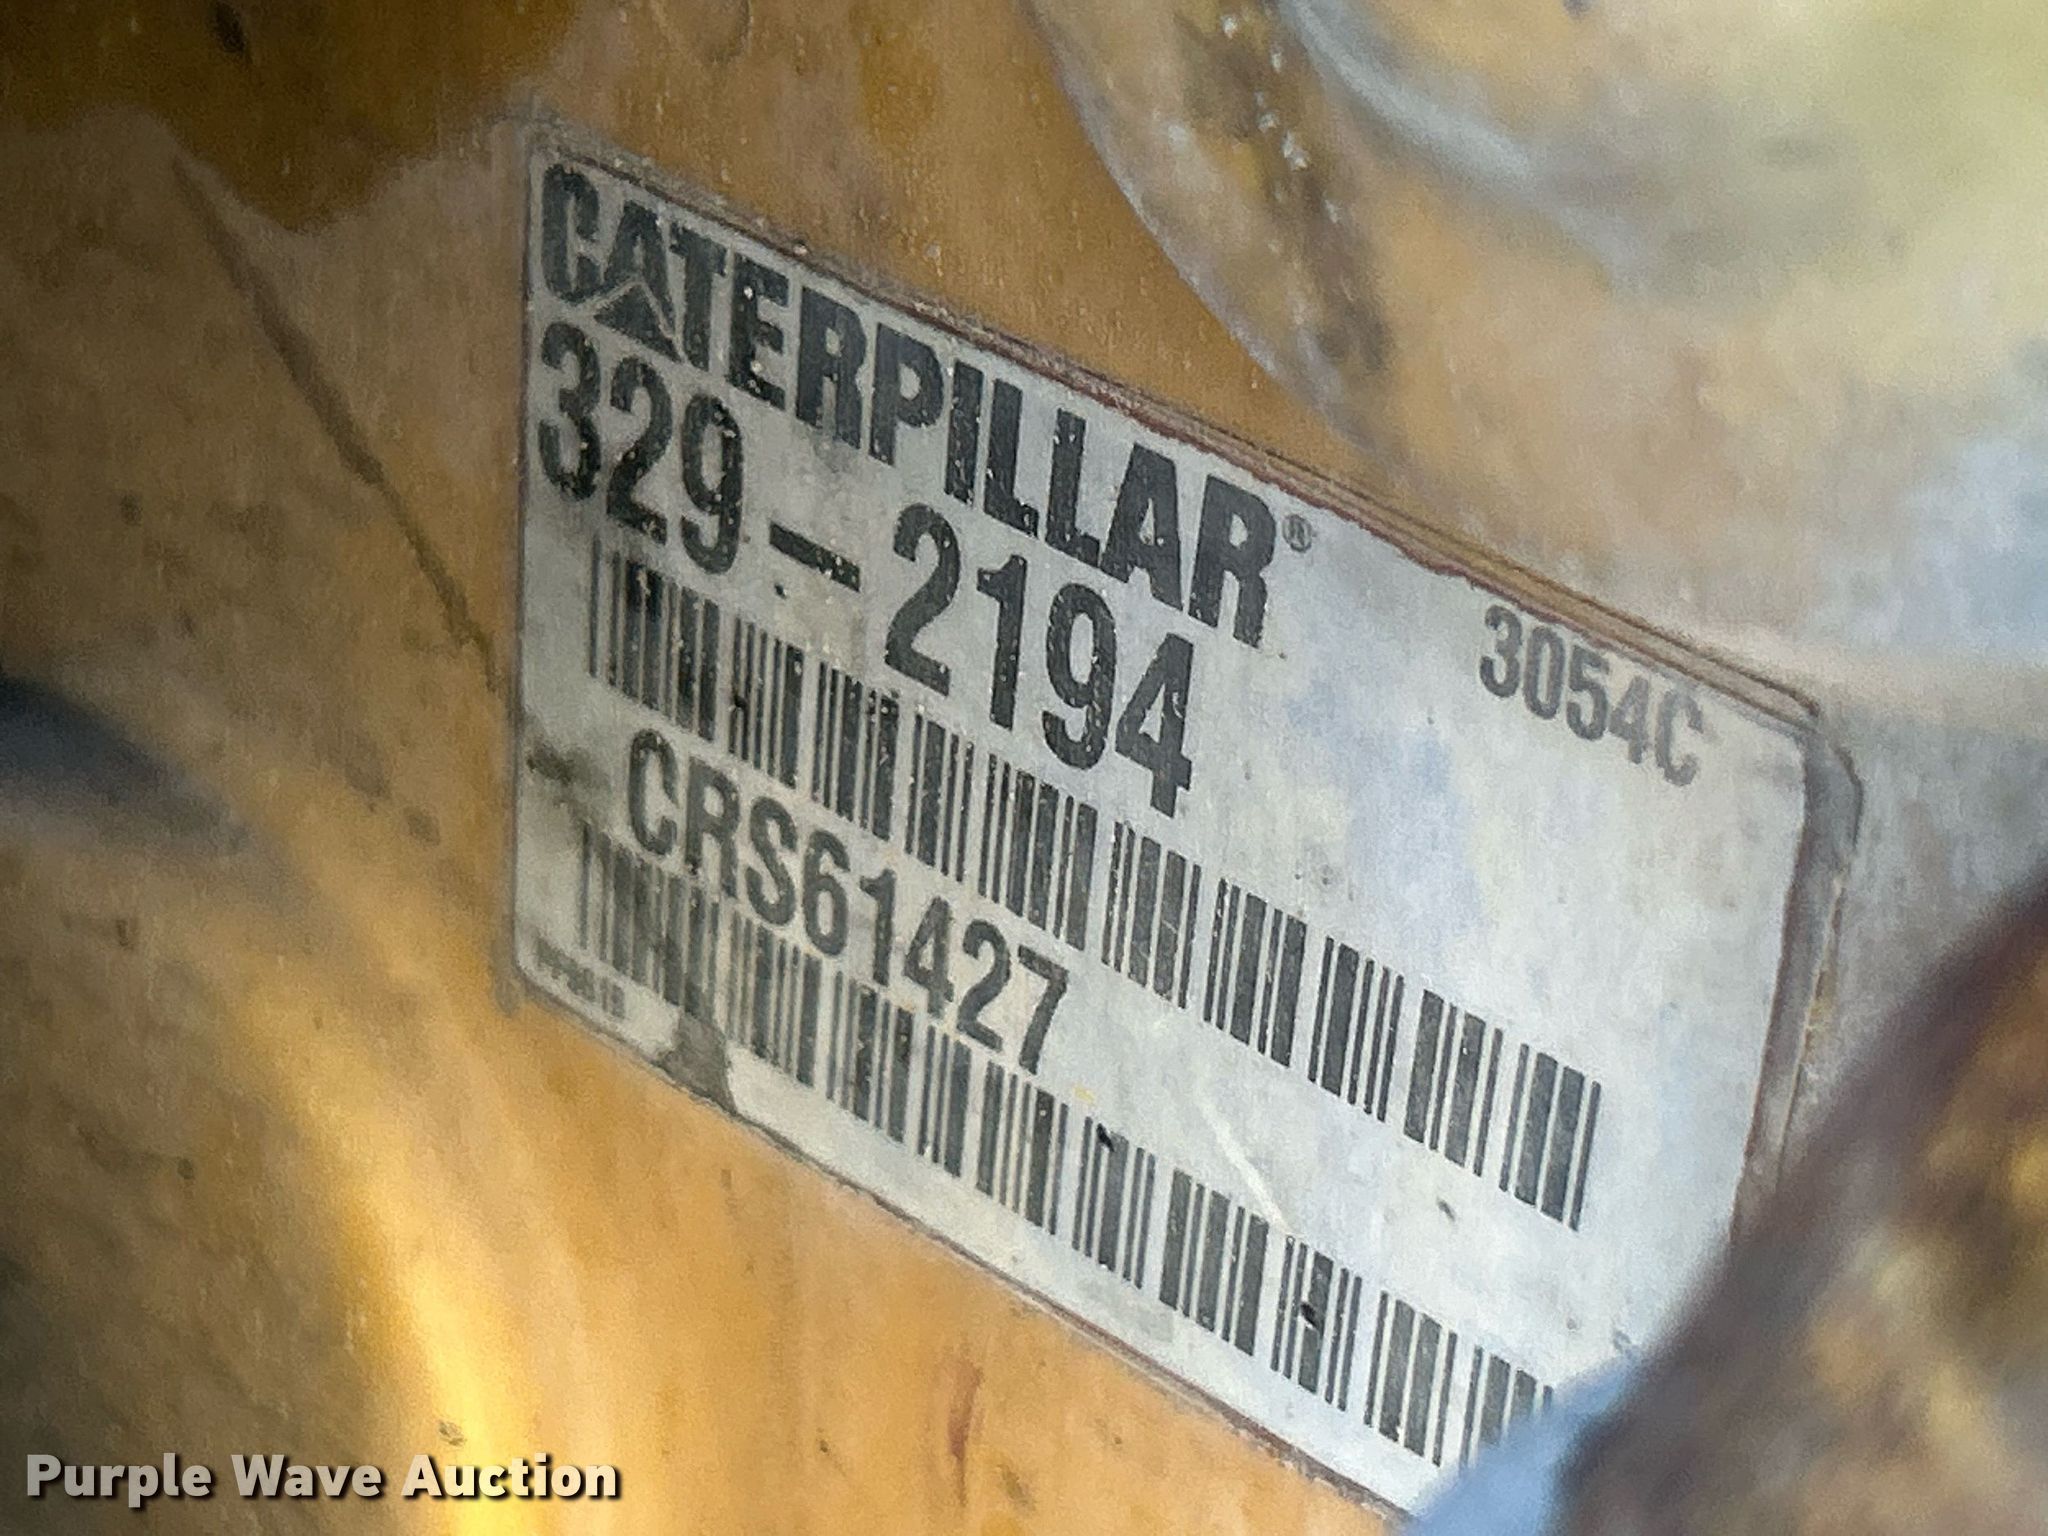 CATERPILLAR®
3054C
329-2194
CRS61427
Purple Wave Auction